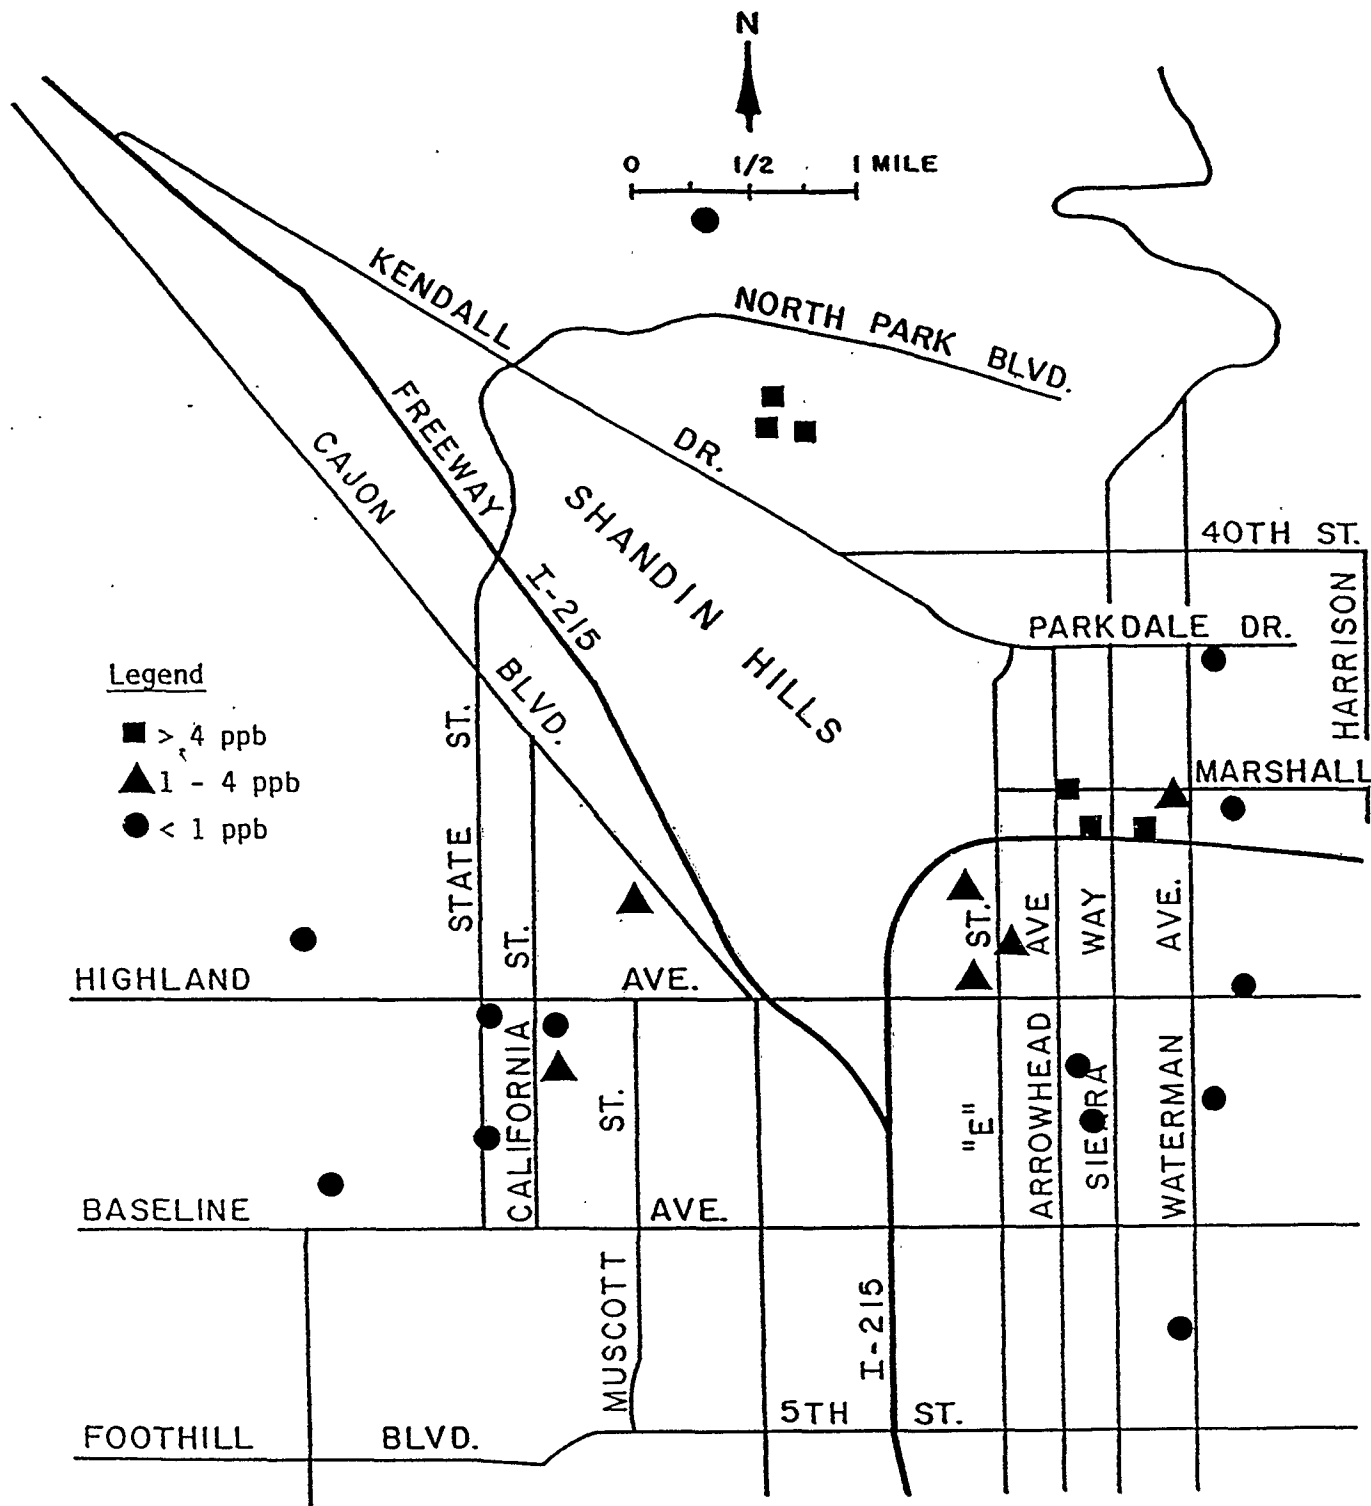 N
0 1/2 1 MILE
KENDALL DR.
NORTH PARK BLVD.
FREEWAY I-215
CAJON BLVD.
SHANDIN HILLS
40TH ST.
HARRISON
PARKDALE DR.
Legend
> 4 ppb
1 - 4 ppb
< 1 ppb
MARSHALL
STATE ST.
CALIFORNIA ST.
HIGHLAND AVE.
MUSCOTT ST.
"E" ST.
ARROWHEAD AVE
SIERRA WAY
WATERMAN AVE.
BASELINE AVE.
I-215
5TH ST.
FOOTHILL BLVD.